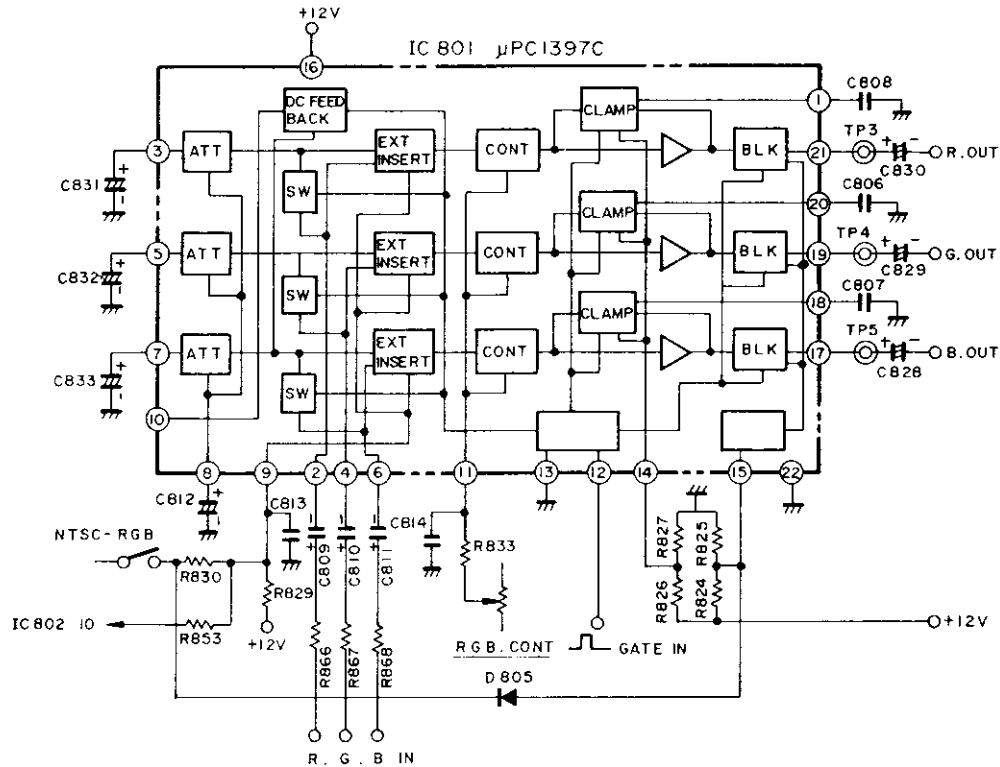 +12V
IC 801 μPC1397C
16
DC FEED BACK
CLAMP
1
C808
3
ATT
EXT INSERT
CONT
BLK
21
TP3
+
-
R.OUT
C830
C831
+
-
SW
CLAMP
20
C806
5
ATT
EXT INSERT
CONT
BLK
19
TP4
+
-
G.OUT
C829
C832
+
-
SW
CLAMP
18
C807
7
ATT
EXT INSERT
CONT
BLK
17
TP5
+
-
B.OUT
C828
C833
+
-
SW
10
8
9
2
4
6
11
13
12
14
15
22
C812
+
-
C813
C809
-
+
C810
-
+
C811
-
+
C814
R833
R827
R825
R826
R824
NTSC-RGB
R830
R829
+12V
IC802 10
R853
R866
R867
R868
RGB.CONT
GATE IN
+12V
D805
R. G. B IN